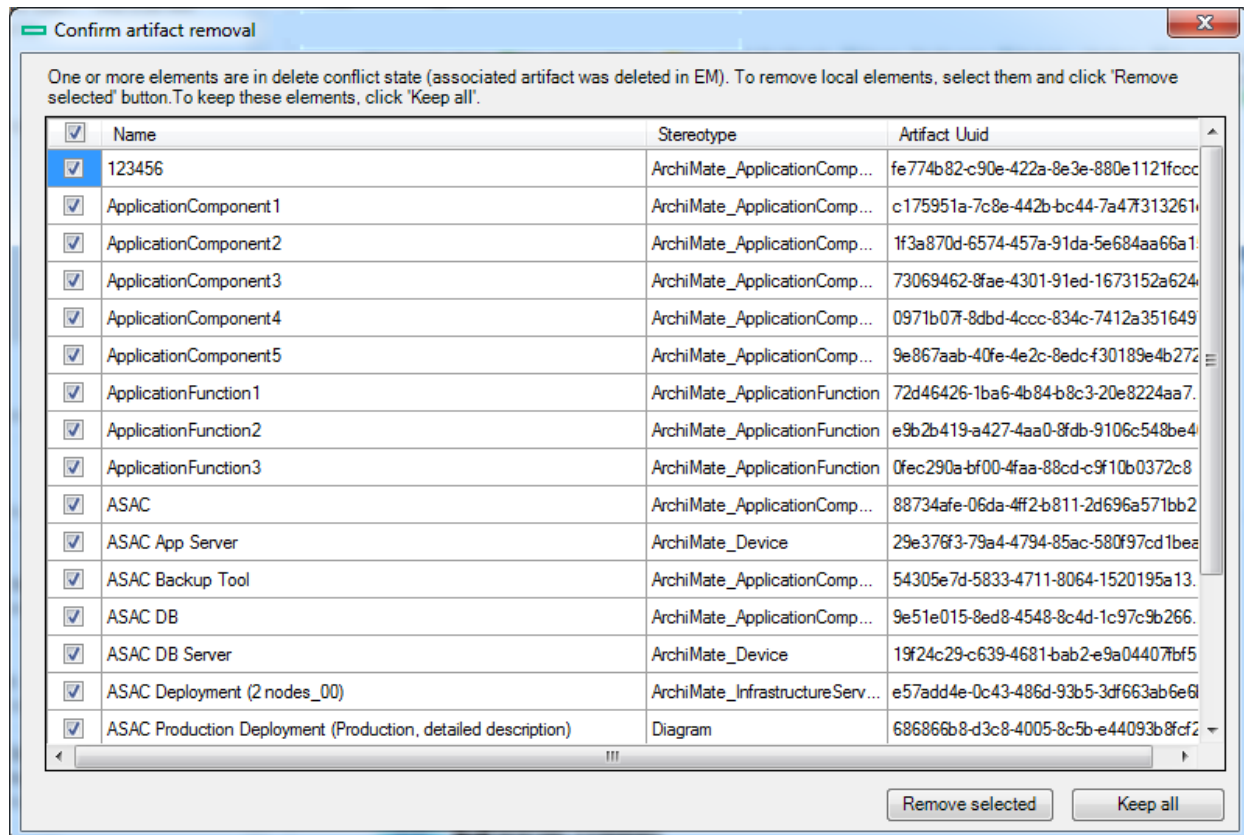 Confirm artifact removal
One or more elements are in delete conflict state (associated artifact was deleted in EM). To remove local elements, select them and click 'Remove
selected' button.To keep these elements, click 'Keep all'.
Name Stereotype Artifact Uuid
123456 ArchiMate_ApplicationComp... fe774b82-c90e-422a-8e3e-880e1121fccc
ApplicationComponent1 ArchiMate_ApplicationComp... c175951a-7c8e-442b-bc44-7a47f313261
ApplicationComponent2 ArchiMate_ApplicationComp... 1f3a870d-6574-457a-91da-5e684aa66a1
ApplicationComponent3 ArchiMate_ApplicationComp... 73069462-8fae-4301-91ed-1673152a624
ApplicationComponent4 ArchiMate_ApplicationComp... 0971b07f-8dbd-4ccc-834c-7412a351649
ApplicationComponent5 ArchiMate_ApplicationComp... 9e867aab-40fe-4e2c-8edc-f30189e4b272
ApplicationFunction1 ArchiMate_ApplicationFunction 72d46426-1ba6-4b84-b8c3-20e8224aa7.
ApplicationFunction2 ArchiMate_ApplicationFunction e9b2b419-a427-4aa0-8fdb-9106c548be4
ApplicationFunction3 ArchiMate_ApplicationFunction 0fec290a-bf00-4faa-88cd-c9f10b0372c8
ASAC ArchiMate_ApplicationComp... 88734afe-06da-4ff2-b811-2d696a571bb2
ASAC App Server ArchiMate_Device 29e376f3-79a4-4794-85ac-580f97cd1bea
ASAC Backup Tool ArchiMate_ApplicationComp... 54305e7d-5833-4711-8064-1520195a13.
ASAC DB ArchiMate_ApplicationComp... 9e51e015-8ed8-4548-8c4d-1c97c9b266.
ASAC DB Server ArchiMate_Device 19f24c29-c639-4681-bab2-e9a04407fbf5
ASAC Deployment (2 nodes_00) ArchiMate_InfrastructureServ... e57add4e-0c43-486d-93b5-3df663ab6e6
ASAC Production Deployment (Production, detailed description) Diagram 686866b8-d3c8-4005-8c5b-e44093b8fcf2
Remove selected Keep all